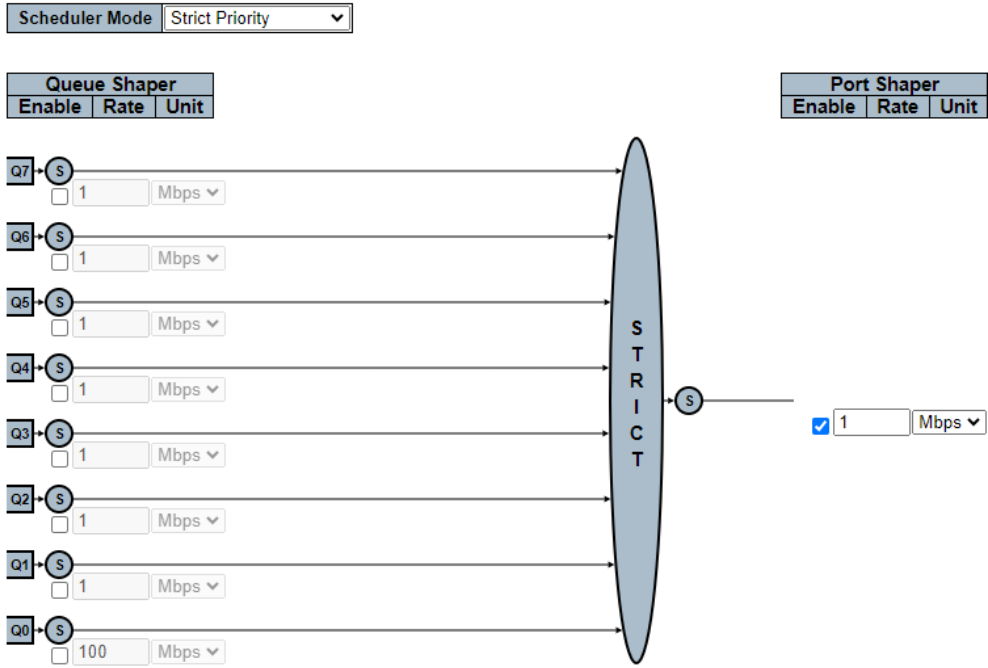 Scheduler Mode Strict Priority
Queue Shaper Port Shaper
Enable Rate Unit Enable Rate Unit
Q7 S
1 Mbps
Q6 S
1 Mbps
Q5 S
1 Mbps
Q4 S
1 Mbps
Q3 S
1 Mbps
Q2 S
1 Mbps
Q1 S
1 Mbps
Q0 S
100 Mbps
STRICT
S
1 Mbps